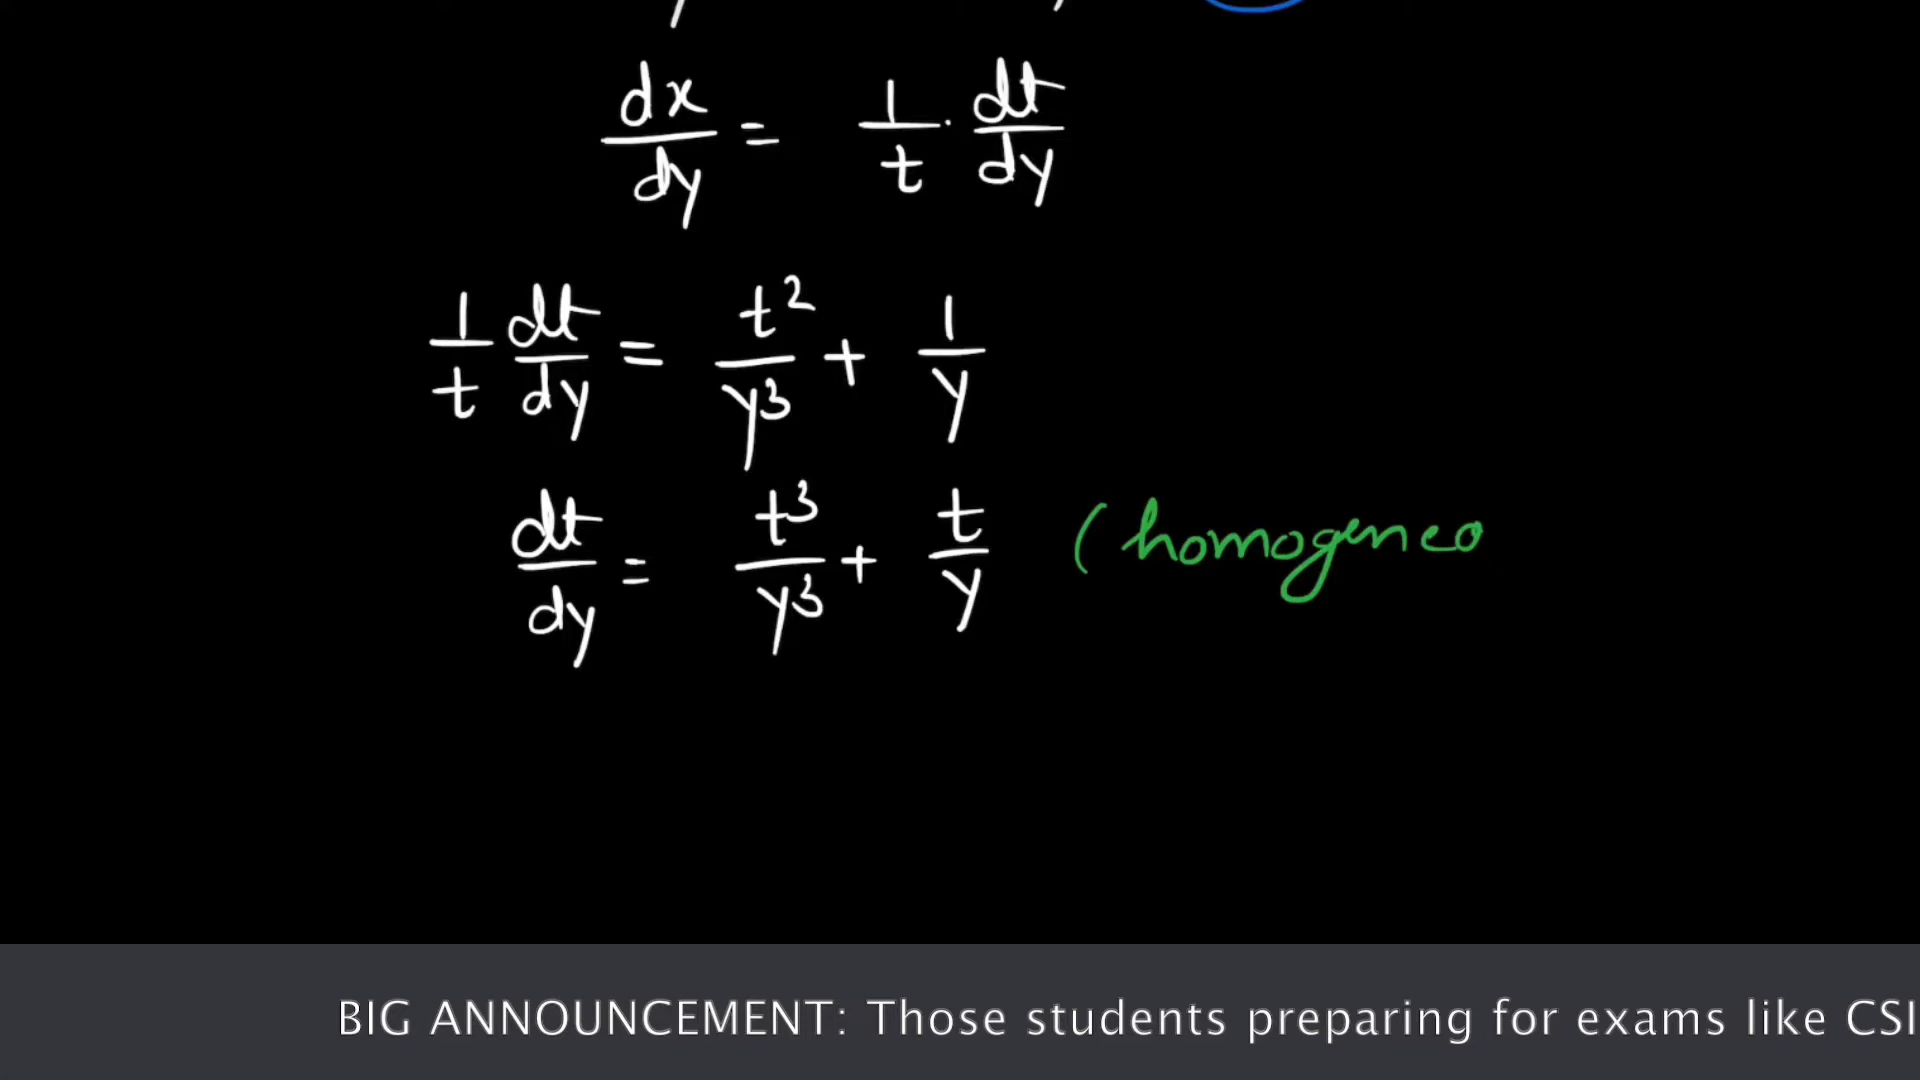 dx/dy = 1/t · dt/dy
1/t dt/dy = t²/y³ + 1/y
dt/dy = t³/y³ + t/y (homogeneo
BIG ANNOUNCEMENT: Those students preparing for exams like CSI